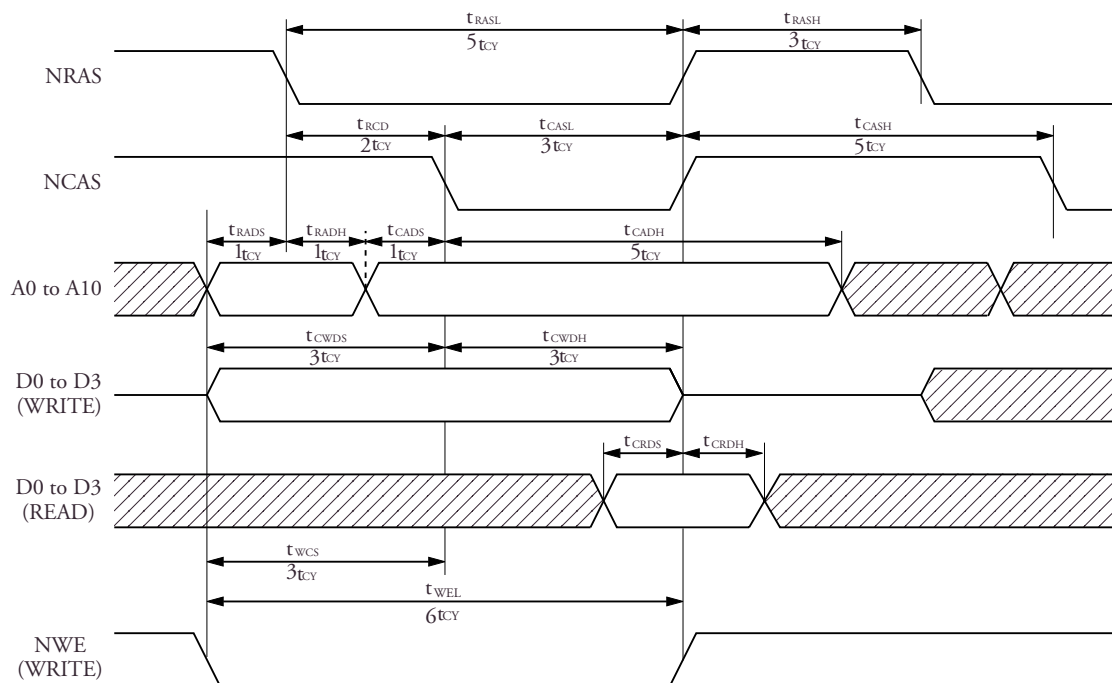 tRASL tRASH
5tCY 3tCY
NRAS
tRCD tCASL tCASH
2tCY 3tCY 5tCY
NCAS
tRADS tRADH tCADS tCADH
1tCY 1tCY 1tCY 5tCY
A0 to A10
tCWDS tCWDH
3tCY 3tCY
D0 to D3
(WRITE)
tCRDS tCRDH
D0 to D3
(READ)
tWCS
3tCY
tWEL
6tCY
NWE
(WRITE)